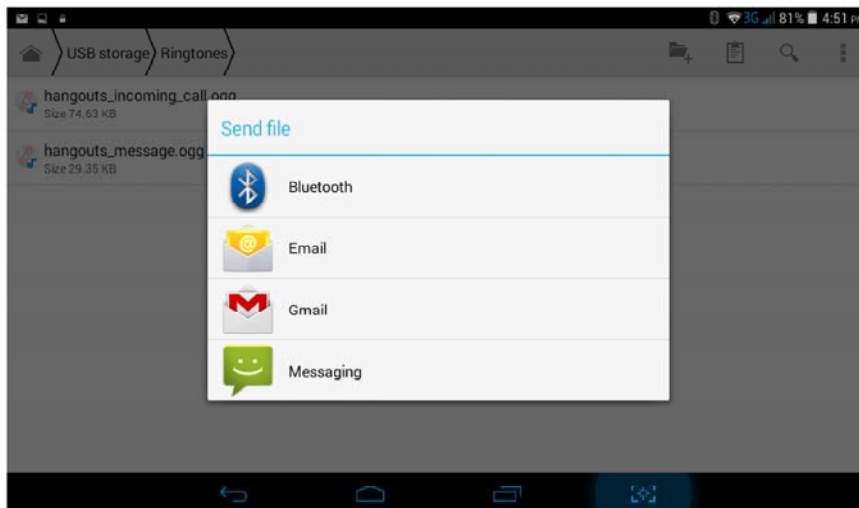 3G 81% 4:51 PM
USB storage Ringtones
hangouts_incoming_call.ogg
Size 74.63 KB
hangouts_message.ogg
Size 29.35 KB
Send file
Bluetooth
@
Email
Gmail
Messaging